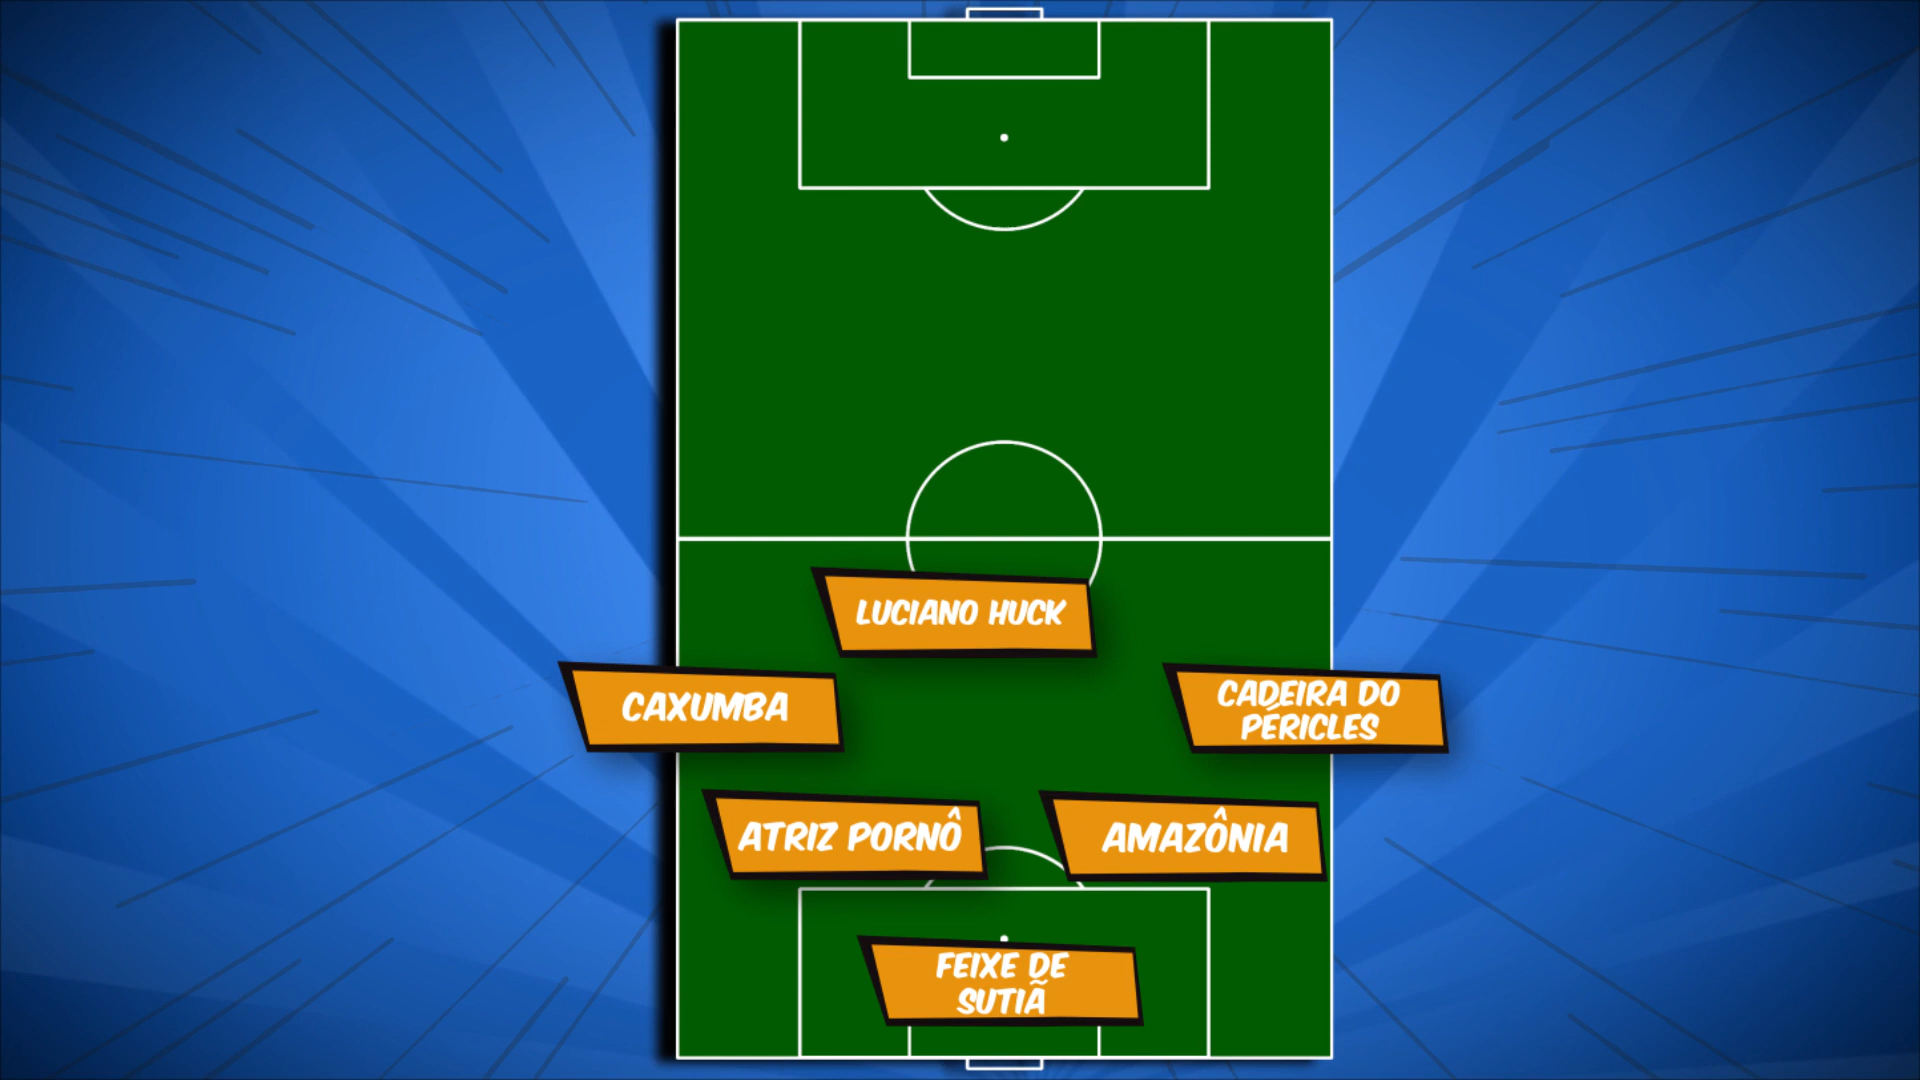 LUCIANO HUCK
CAXUMBA
CADEIRA DO
PÉRICLES
ATRIZ PORNÔ
AMAZÔNIA
FEIXE DE
SUTIÃ